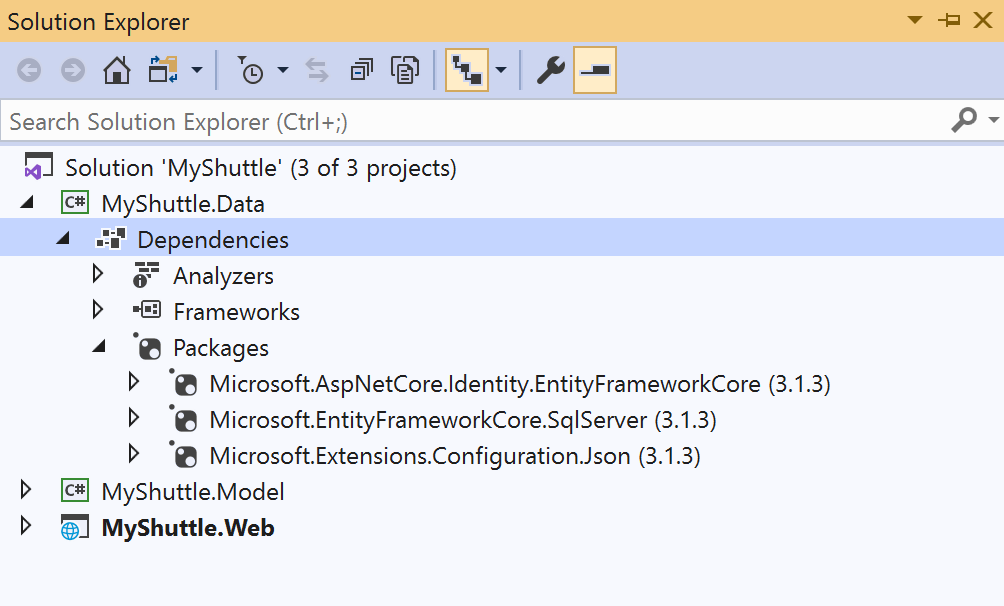 Solution Explorer
Search Solution Explorer (Ctrl+;)
Solution 'MyShuttle' (3 of 3 projects)
C# MyShuttle.Data
Dependencies
Analyzers
Frameworks
Packages
Microsoft.AspNetCore.Identity.EntityFrameworkCore (3.1.3)
Microsoft.EntityFrameworkCore.SqlServer (3.1.3)
Microsoft.Extensions.Configuration.Json (3.1.3)
C# MyShuttle.Model
MyShuttle.Web